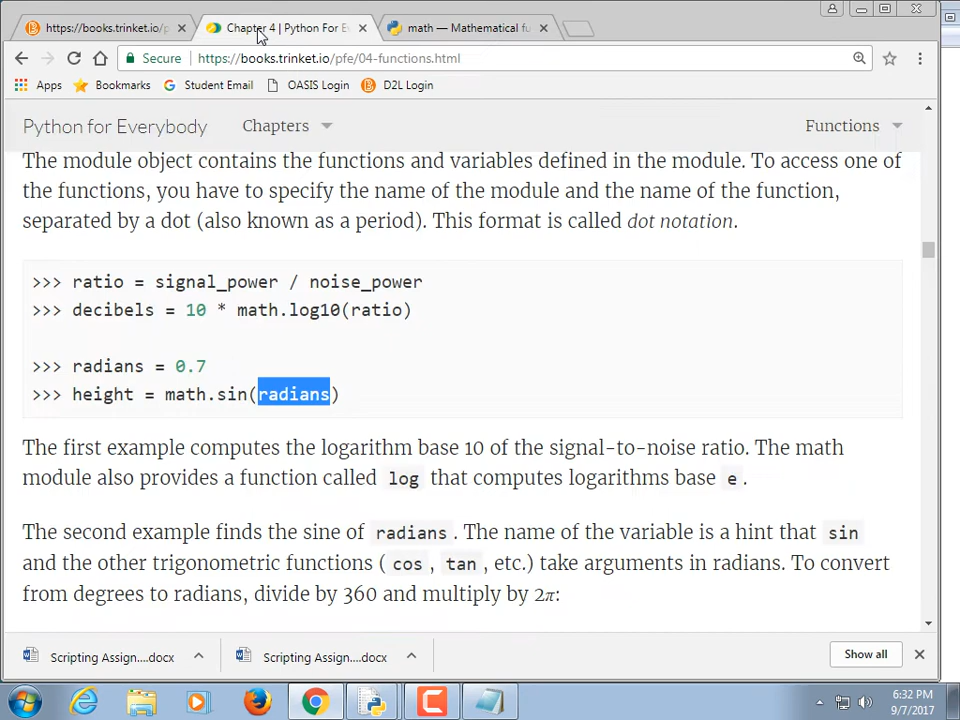 https://books.trinket.io/p
Chapter 4 | Python For E
math — Mathematical fu
Secure
https://books.trinket.io/pfe/04-functions.html
Apps
Bookmarks
Student Email
OASIS Login
D2L Login
Python for Everybody
Chapters
Functions
The module object contains the functions and variables defined in the module. To access one of
the functions, you have to specify the name of the module and the name of the function,
separated by a dot (also known as a period). This format is called dot notation.
>>> ratio = signal_power / noise_power
>>> decibels = 10 * math.log10(ratio)
>>> radians = 0.7
>>> height = math.sin(radians)
The first example computes the logarithm base 10 of the signal-to-noise ratio. The math
module also provides a function called log that computes logarithms base e .
The second example finds the sine of radians. The name of the variable is a hint that sin
and the other trigonometric functions ( cos , tan , etc.) take arguments in radians. To convert
from degrees to radians, divide by 360 and multiply by 2π:
Scripting Assign....docx
Scripting Assign....docx
Show all
6:32 PM
9/7/2017